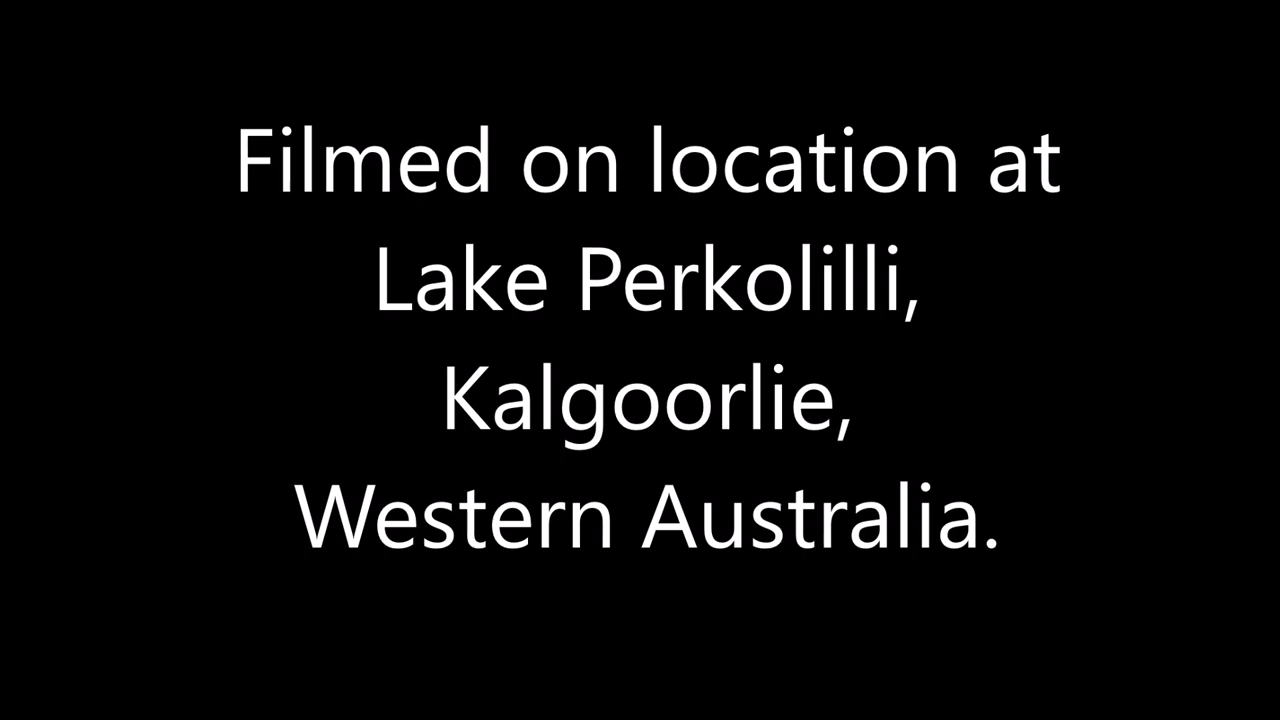 Filmed on location at
Lake Perkolilli,
Kalgoorlie,
Western Australia.